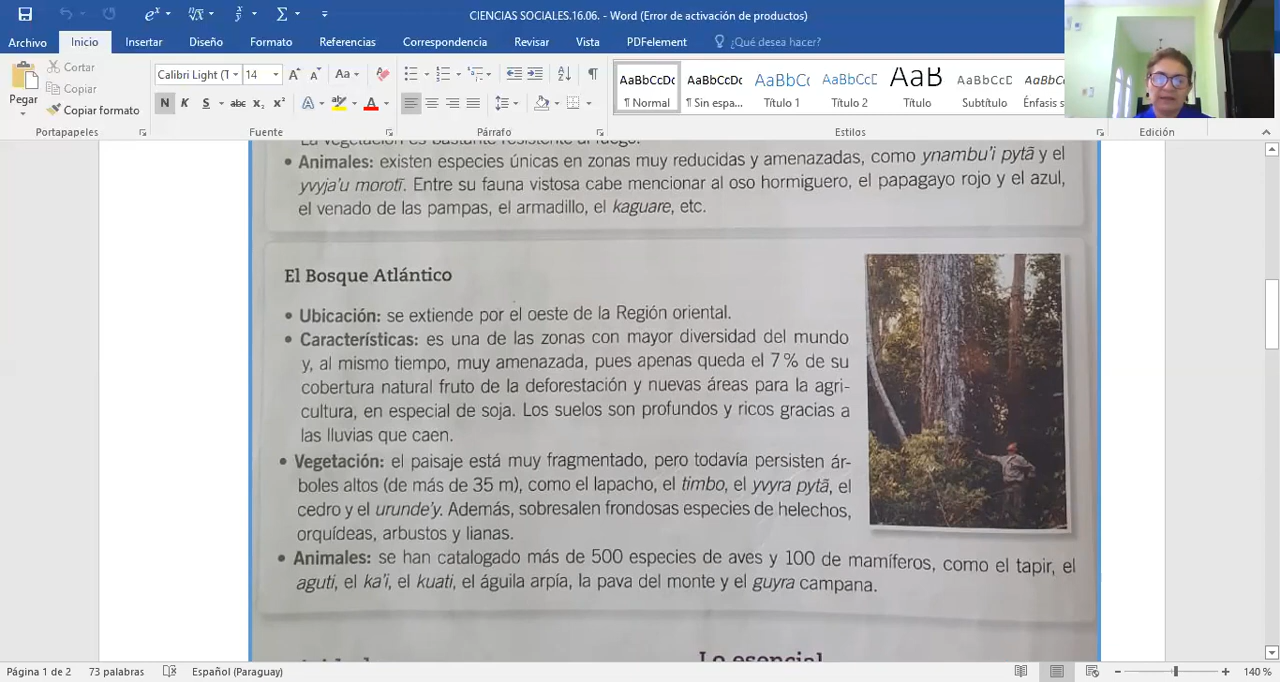 CIENCIAS SOCIALES.16.06. - Word (Error de activación de productos)
Archivo Inicio Insertar Diseño Formato Referencias Correspondencia Revisar Vista PDFelement ¿Qué desea hacer?
Pegar
Cortar
Copiar
Copiar formato
Portapapeles
Calibri Light (T 14
N K S abc x₂ x²
Fuente
Párrafo
AaBbCcDc AaBbCcDc AaBbCc AaBbCcD AaB AaBbCcD AaBbCc
¶ Normal ¶ Sin espa... Título 1 Título 2 Título Subtítulo Énfasis s
Estilos
Edición
La vegetación es bastante resistente al fuego.
• Animales: existen especies únicas en zonas muy reducidas y amenazadas, como ynambu'i pytã y el
yvyja'u morotĩ. Entre su fauna vistosa cabe mencionar al oso hormiguero, el papagayo rojo y el azul,
el venado de las pampas, el armadillo, el kaguare, etc.
El Bosque Atlántico
• Ubicación: se extiende por el oeste de la Región oriental.
• Características: es una de las zonas con mayor diversidad del mundo
y, al mismo tiempo, muy amenazada, pues apenas queda el 7 % de su
cobertura natural fruto de la deforestación y nuevas áreas para la agri-
cultura, en especial de soja. Los suelos son profundos y ricos gracias a
las lluvias que caen.
• Vegetación: el paisaje está muy fragmentado, pero todavía persisten ár-
boles altos (de más de 35 m), como el lapacho, el timbo, el yvyra pytã, el
cedro y el urunde'y. Además, sobresalen frondosas especies de helechos,
orquídeas, arbustos y lianas.
• Animales: se han catalogado más de 500 especies de aves y 100 de mamíferos, como el tapir, el
aguti, el ka'i, el kuati, el águila arpía, la pava del monte y el guyra campana.
Lo esencial
Página 1 de 2 73 palabras Español (Paraguay) 140 %